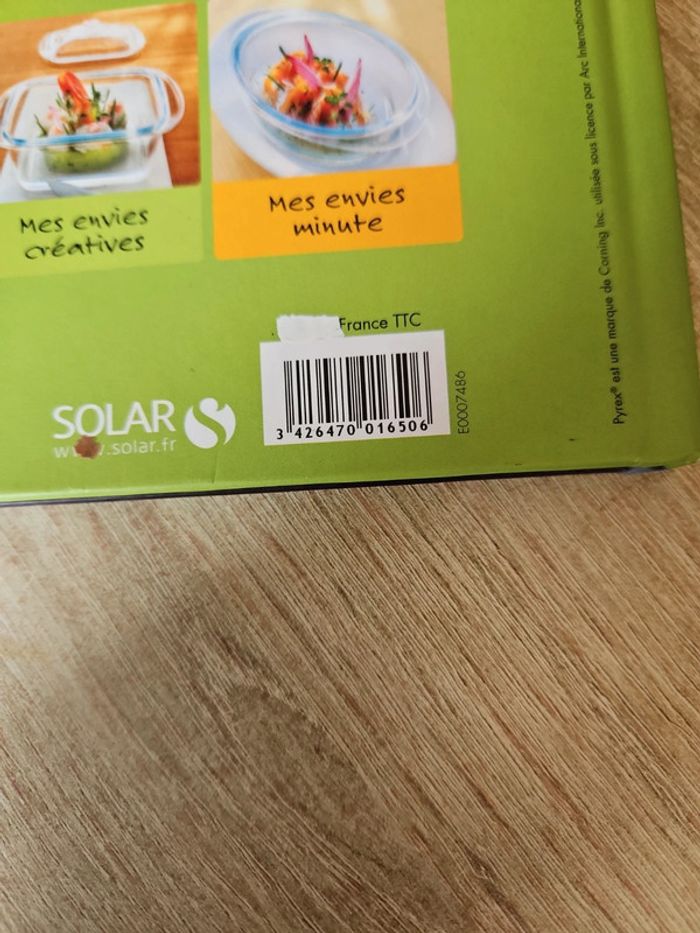 Mes envies
créatives
Mes envies
minute
France TTC
3 426470 016506
E0007486
SOLAR
.solar.fr
Pyrex® est une marque de Corning Inc. utilisée sous licence par Arc International